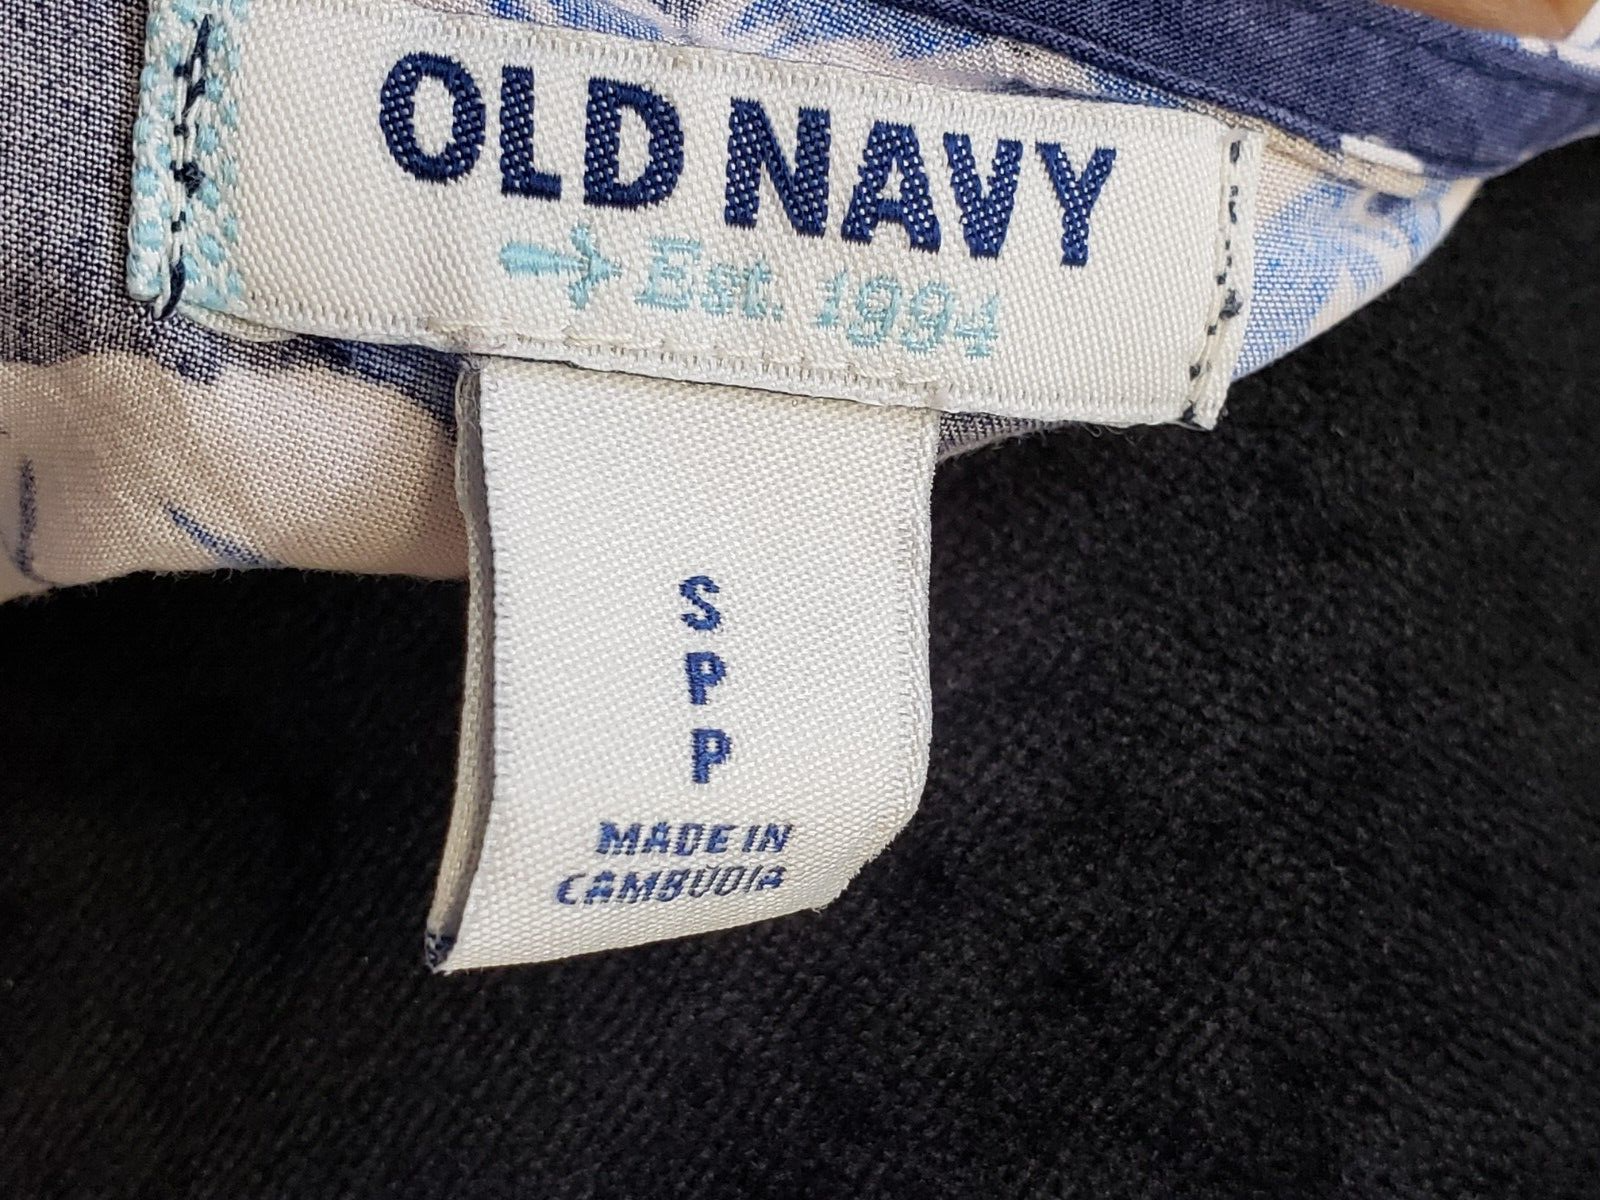 OLD NAVY
Est. 1994
S
P
P
MADE IN
CAMBODIA